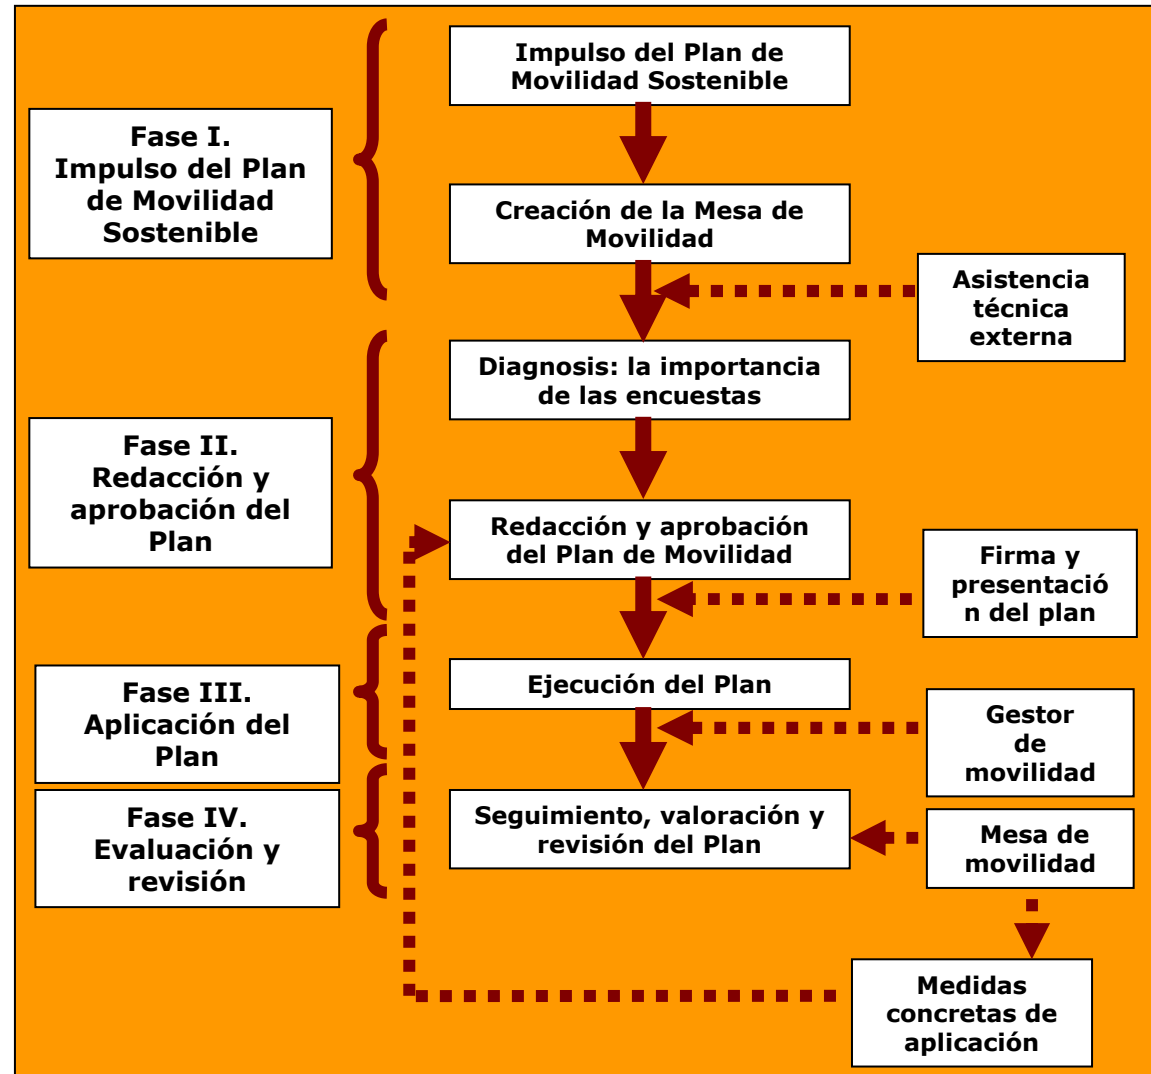 Impulso del Plan de
Movilidad Sostenible
Fase I.
Impulso del Plan
de Movilidad
Sostenible
Creación de la Mesa de
Movilidad
Asistencia
técnica
externa
Diagnosis: la importancia
de las encuestas
Fase II.
Redacción y
aprobación del
Plan
Redacción y aprobación
del Plan de Movilidad
Firma y
presentació
n del plan
Fase III.
Aplicación del
Plan
Ejecución del Plan
Gestor
de
movilidad
Fase IV.
Evaluación y
revisión
Seguimiento, valoración y
revisión del Plan
Mesa de
movilidad
Medidas
concretas de
aplicación